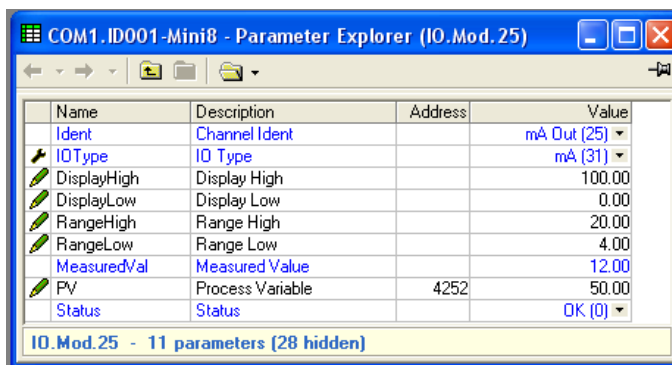 COM1.ID001-Mini8 - Parameter Explorer (IO.Mod.25)
Name Description Address Value
Ident Channel Ident mA Out (25)
IOType IO Type mA (31)
DisplayHigh Display High 100.00
DisplayLow Display Low 0.00
RangeHigh Range High 20.00
RangeLow Range Low 4.00
MeasuredVal Measured Value 12.00
PV Process Variable 4252 50.00
Status Status OK (0)
IO.Mod.25 - 11 parameters (28 hidden)